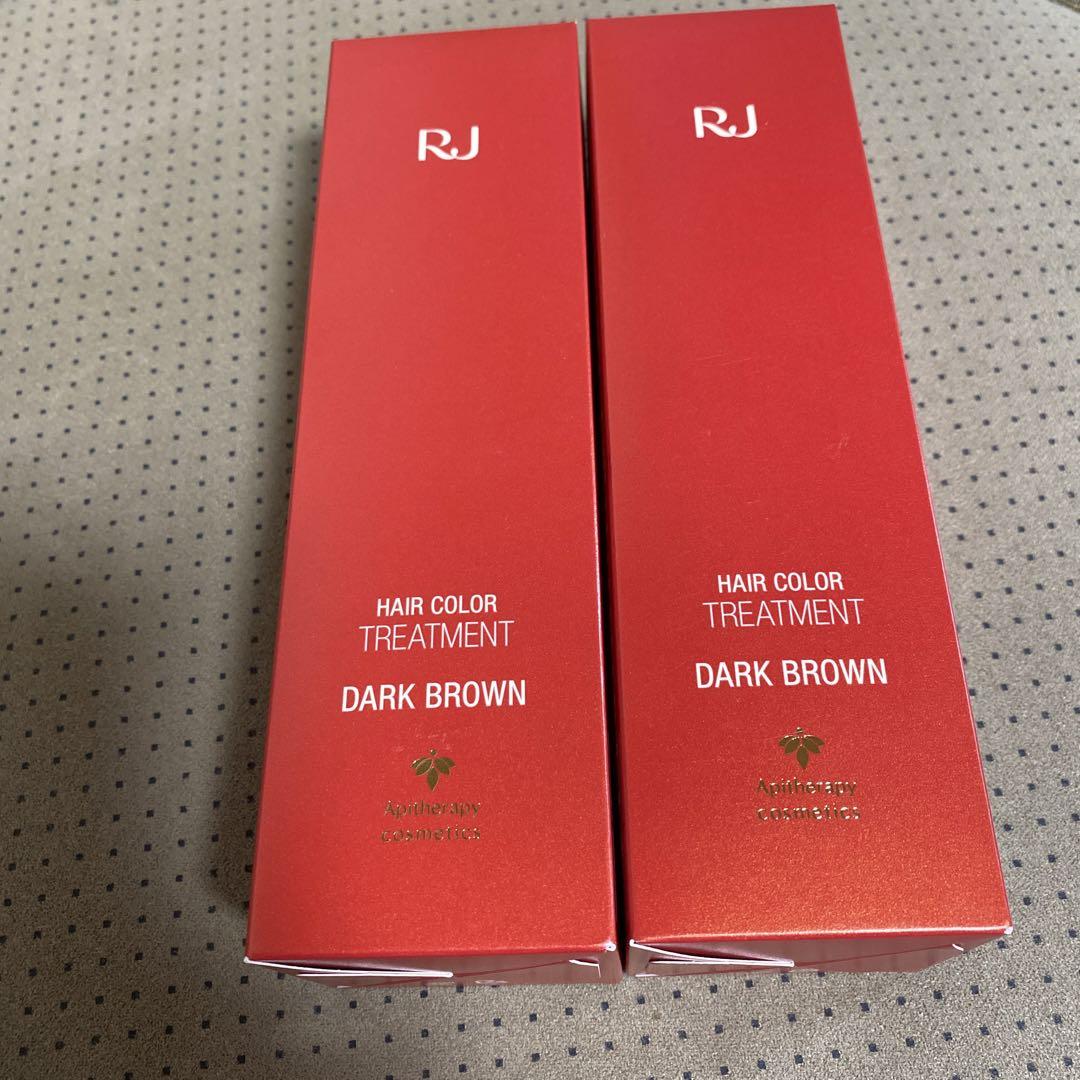 RJ
HAIR COLOR
TREATMENT
DARK BROWN
Apitherapy
cosmetics
RJ
HAIR COLOR
TREATMENT
DARK BROWN
Apitherapy
cosmetics